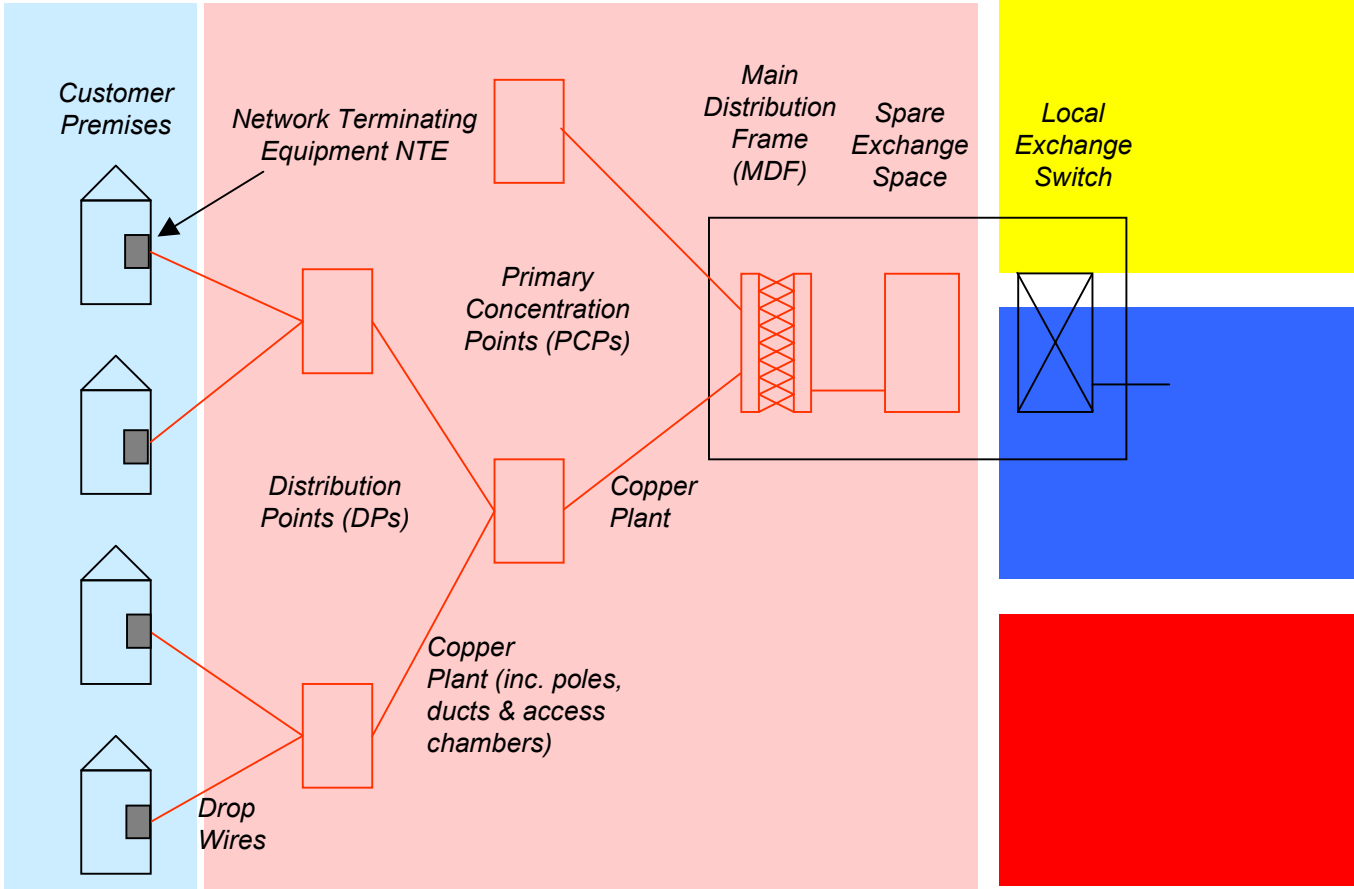 Customer
Premises
Network Terminating
Equipment NTE
Main
Distribution
Frame
(MDF)
Spare
Exchange
Space
Local
Exchange
Switch
Primary
Concentration
Points (PCPs)
Distribution
Points (DPs)
Copper
Plant
Copper
Plant (inc. poles,
ducts & access
chambers)
Drop
Wires